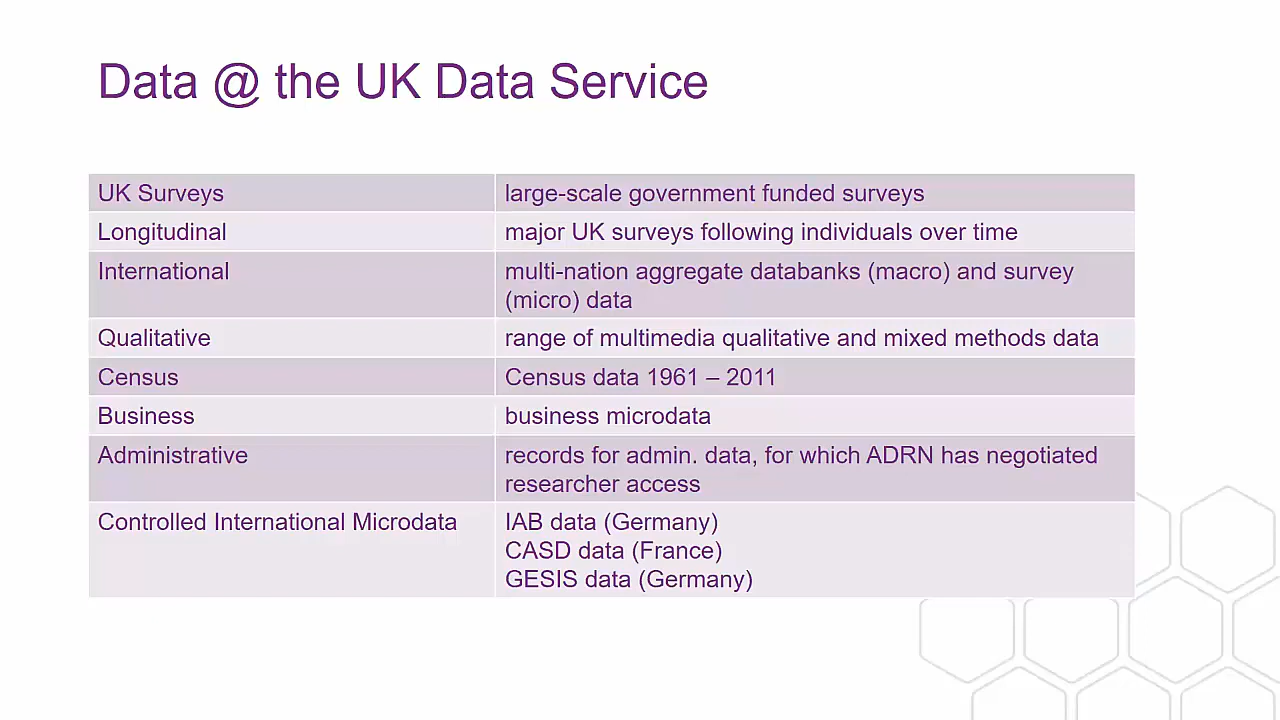 Data @ the UK Data Service
UK Surveys
large-scale government funded surveys
Longitudinal
major UK surveys following individuals over time
International
multi-nation aggregate databanks (macro) and survey
(micro) data
Qualitative
range of multimedia qualitative and mixed methods data
Census
Census data 1961 – 2011
Business
business microdata
Administrative
records for admin. data, for which ADRN has negotiated
researcher access
Controlled International Microdata
IAB data (Germany)
CASD data (France)
GESIS data (Germany)